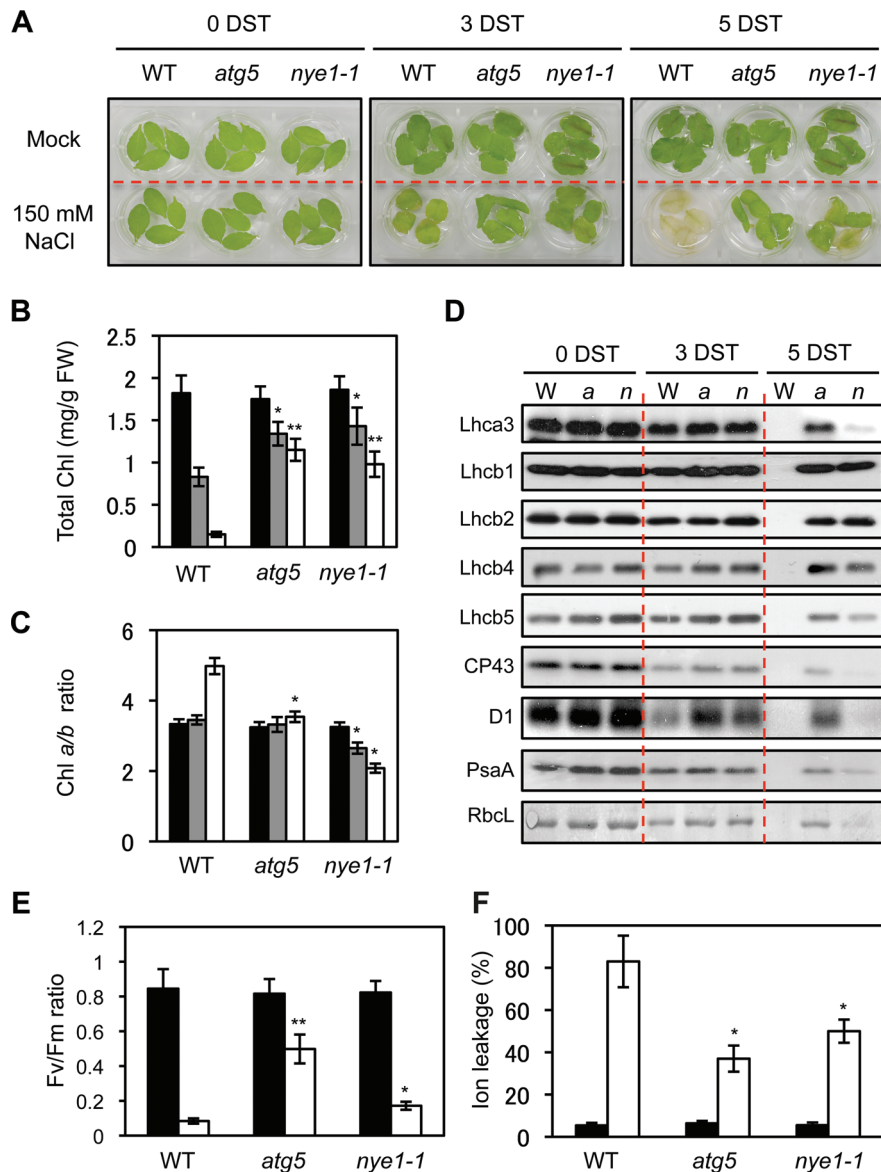 A
0 DST 3 DST 5 DST
WT atg5 nye1-1 WT atg5 nye1-1 WT atg5 nye1-1
Mock
150 mM
NaCl
B
Total Chl (mg/g FW)
2.5
2
1.5
1
0.5
0
* ** * **
WT atg5 nye1-1
C
Chl a/b ratio
6
4
2
0
* * *
WT atg5 nye1-1
D
0 DST 3 DST 5 DST
W a n W a n W a n
Lhca3
Lhcb1
Lhcb2
Lhcb4
Lhcb5
CP43
D1
PsaA
RbcL
E
Fv/Fm ratio
1.2
1
0.8
0.6
0.4
0.2
0
** *
WT atg5 nye1-1
F
Ion leakage (%)
100
80
60
40
20
0
* *
WT atg5 nye1-1